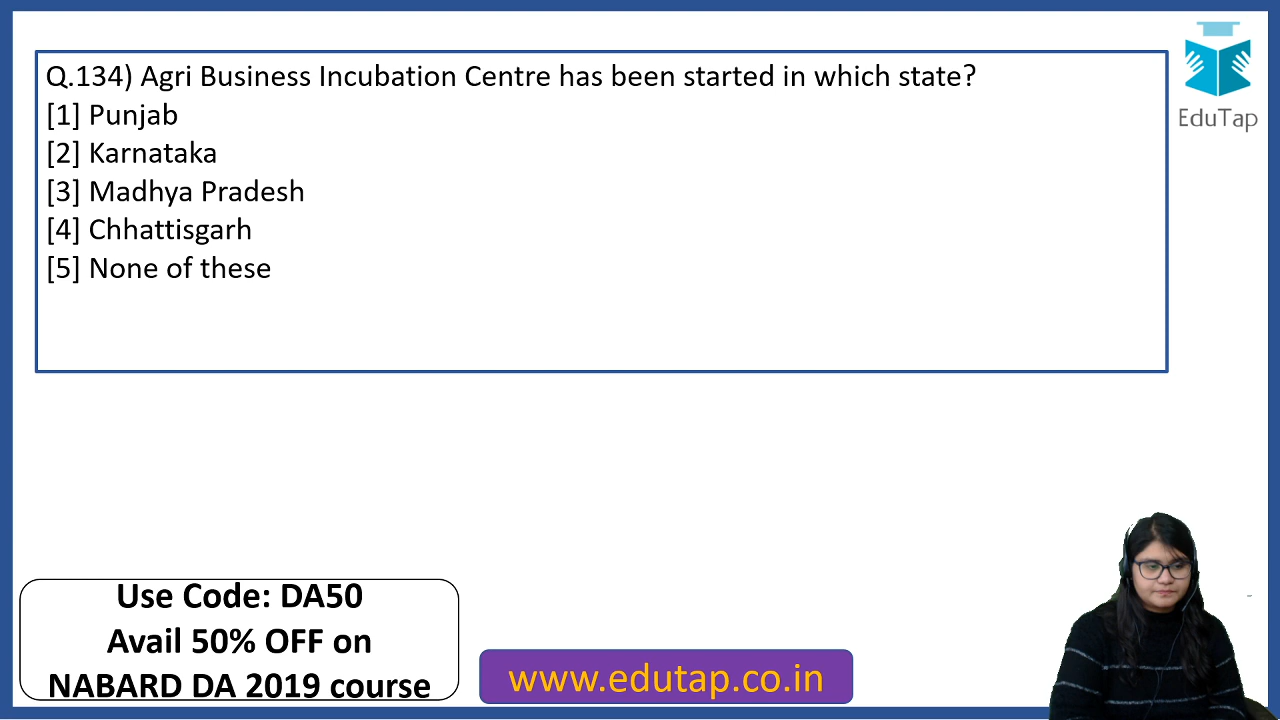 Q.134) Agri Business Incubation Centre has been started in which state?
[1] Punjab
[2] Karnataka
[3] Madhya Pradesh
[4] Chhattisgarh
[5] None of these
EduTap
Use Code: DA50
Avail 50% OFF on
NABARD DA 2019 course
www.edutap.co.in